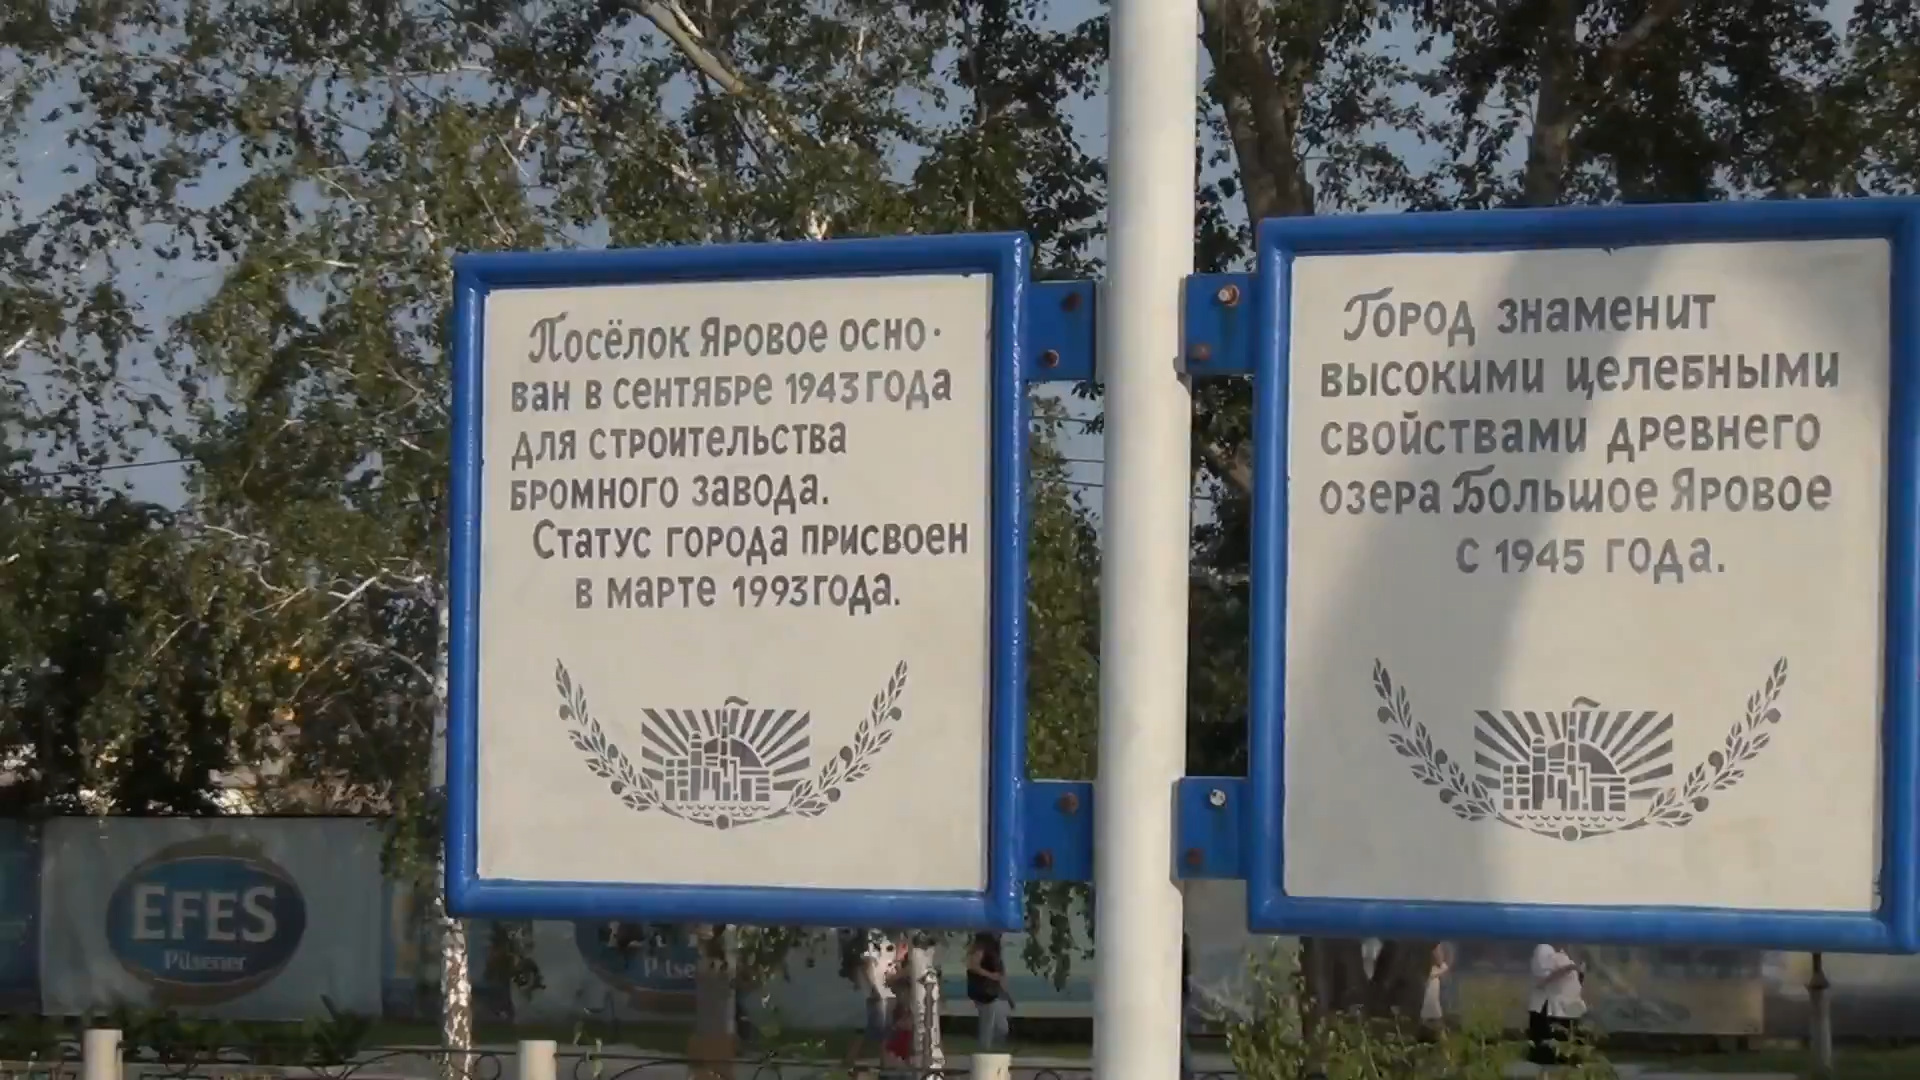 Посёлок Яровое осно-
ван в сентябре 1943 года
для строительства
бромного завода.
Статус города присвоен
в марте 1993 года.
Город знаменит
высокими целебными
свойствами древнего
озера Большое Яровое
с 1945 года.
EFES
Pilsener